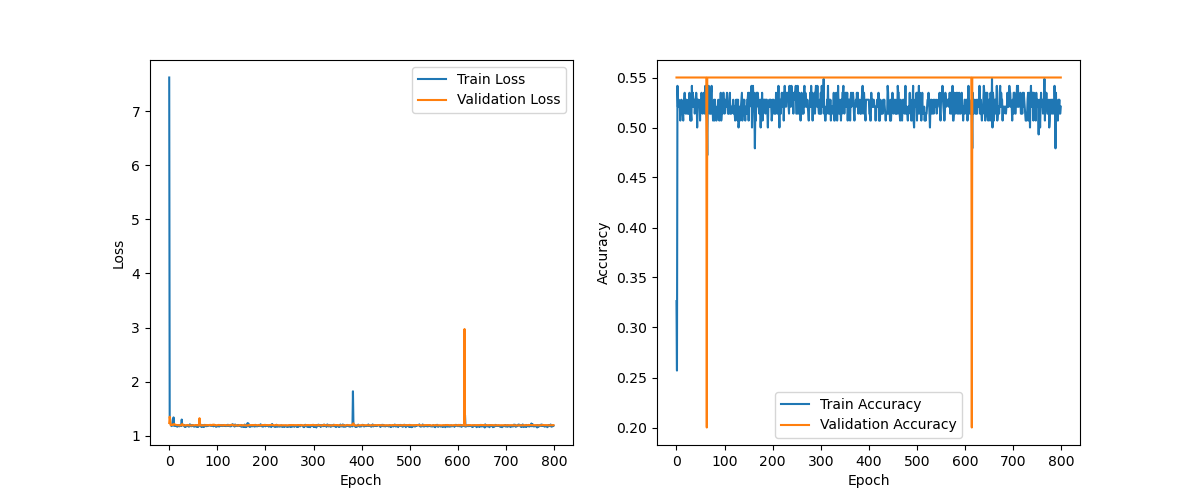 Train Loss
Validation Loss
7
6
5
4
3
2
1
Loss
0 100 200 300 400 500 600 700 800
Epoch
0.55
0.50
0.45
0.40
0.35
0.30
0.25
0.20
Accuracy
Train Accuracy
Validation Accuracy
0 100 200 300 400 500 600 700 800
Epoch